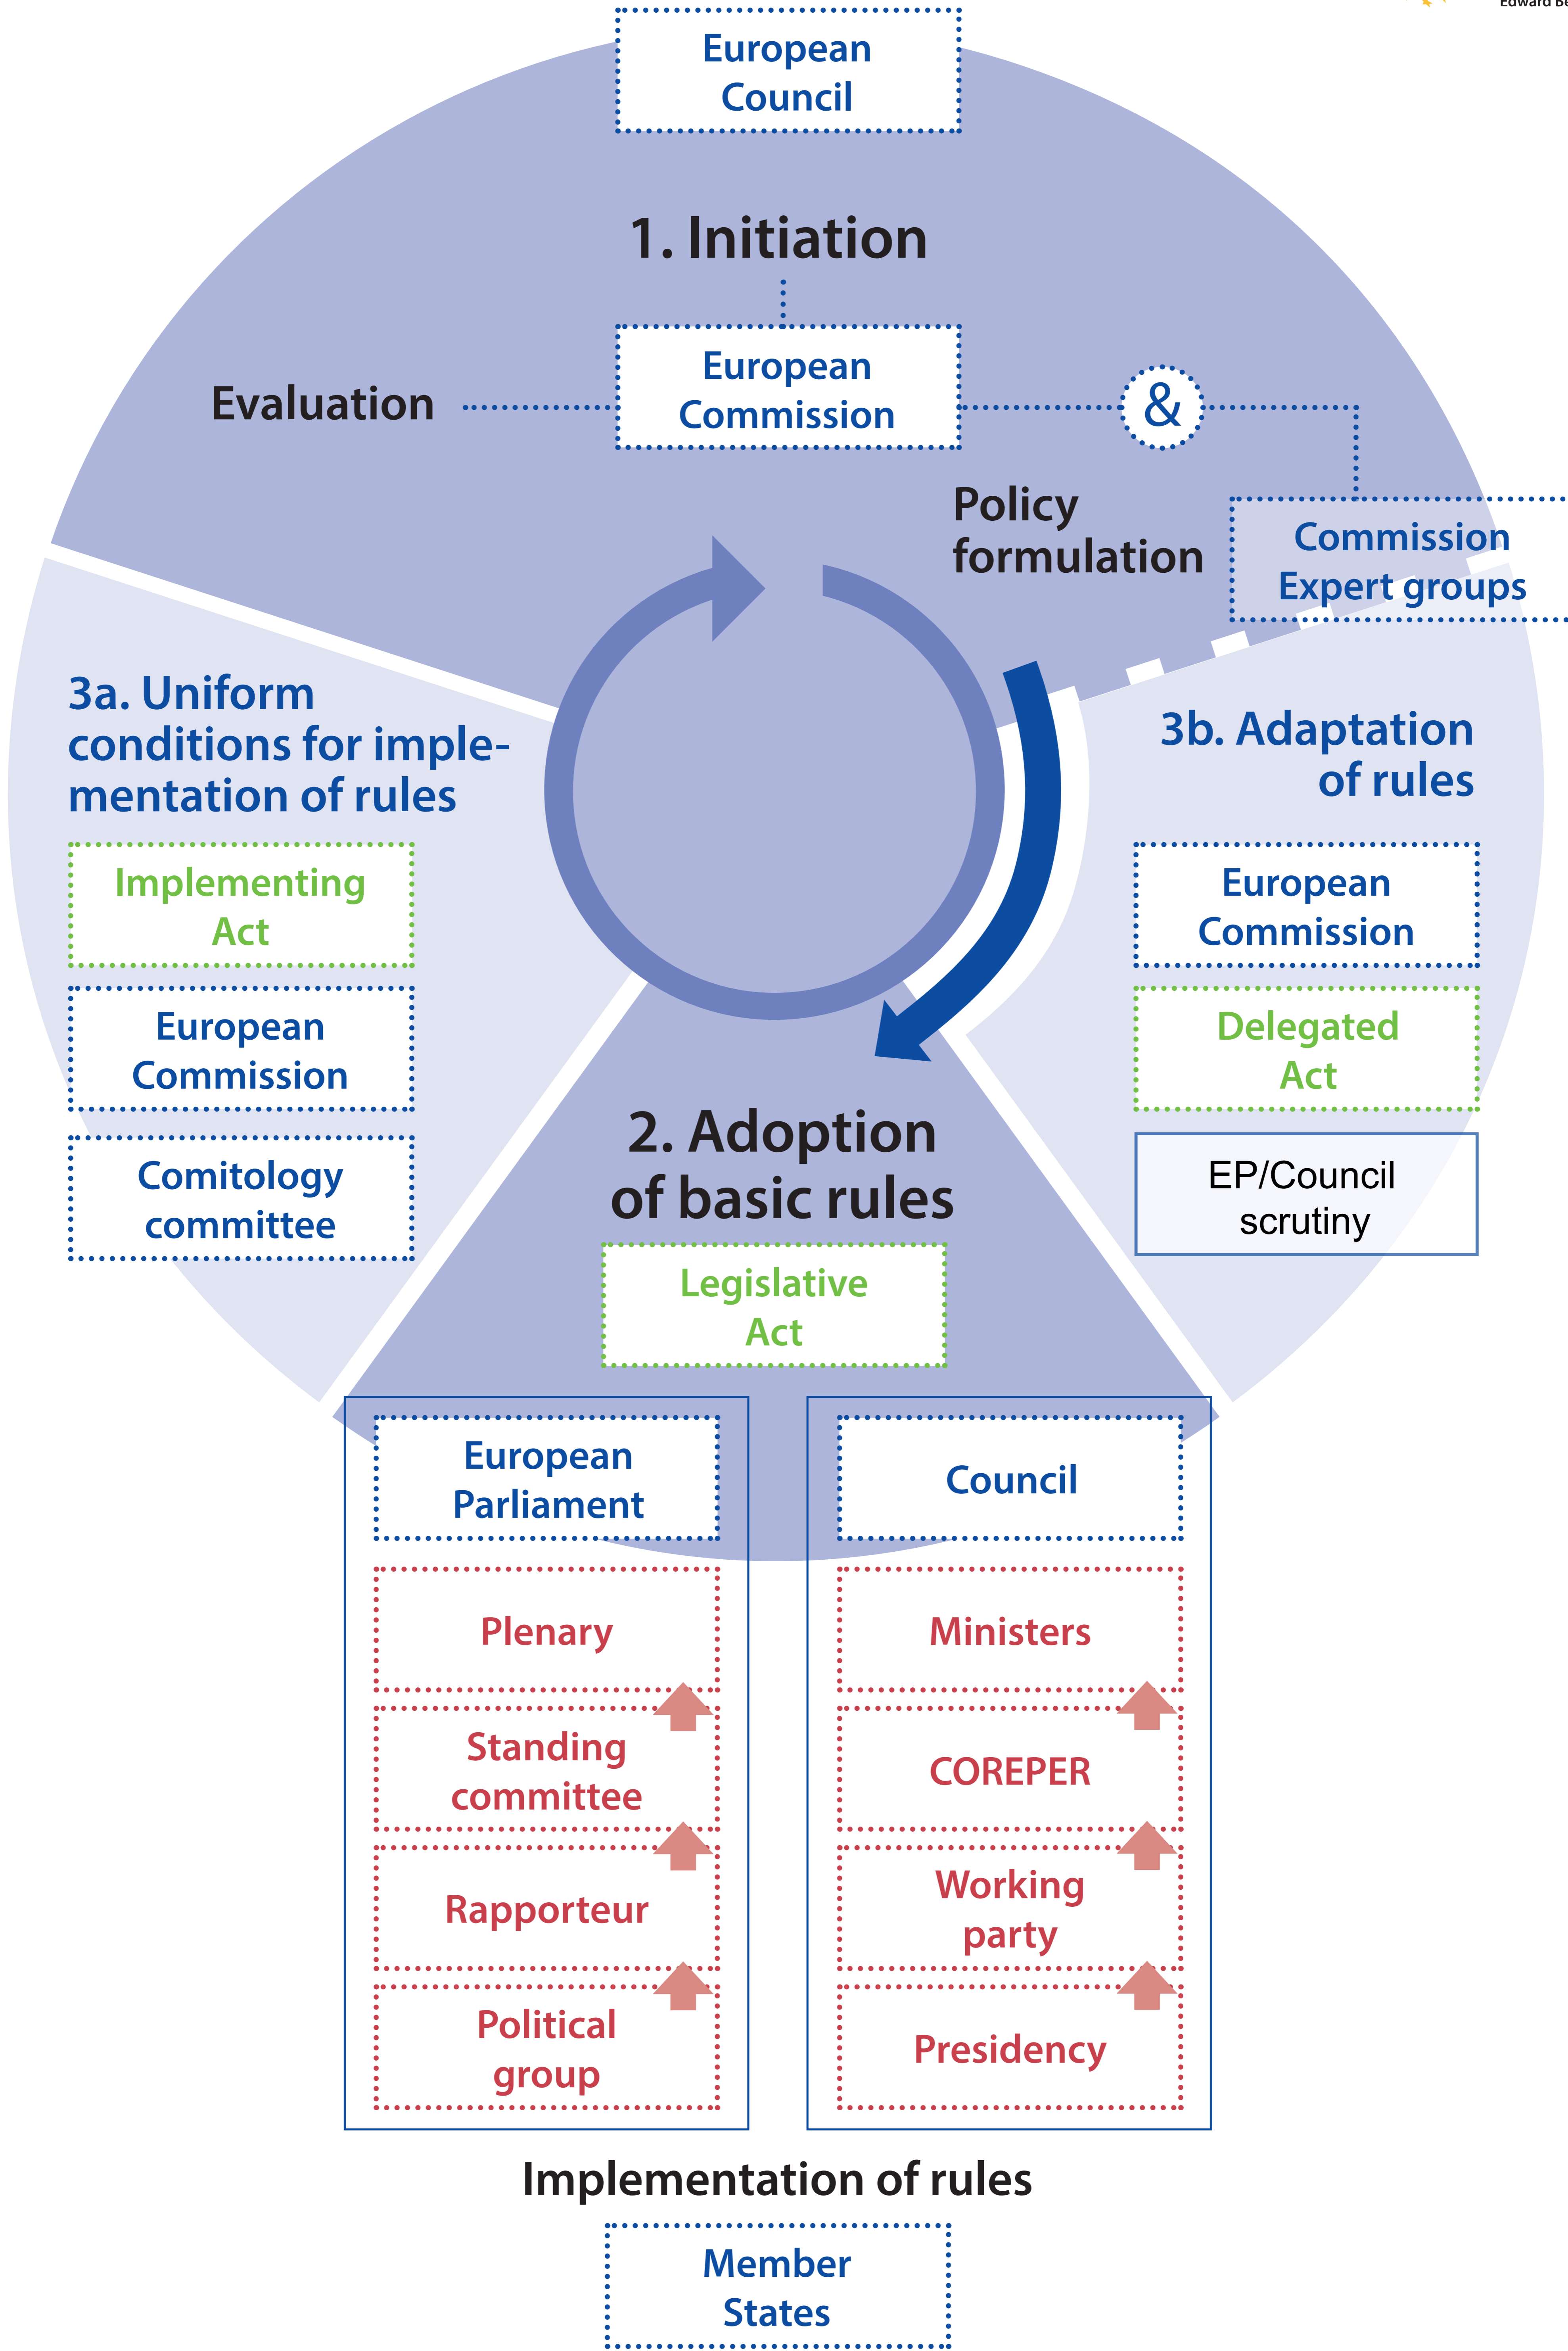 Edward Be
European
Council
1. Initiation
European
Commission
Evaluation
&
Policy
formulation
Commission
Expert groups
3a. Uniform
conditions for imple-
mentation of rules
Implementing
Act
European
Commission
Comitology
committee
3b. Adaptation
of rules
European
Commission
Delegated
Act
EP/Council
scrutiny
2. Adoption
of basic rules
Legislative
Act
European
Parliament
Plenary
Standing
committee
Rapporteur
Political
group
Council
Ministers
COREPER
Working
party
Presidency
Implementation of rules
Member
States